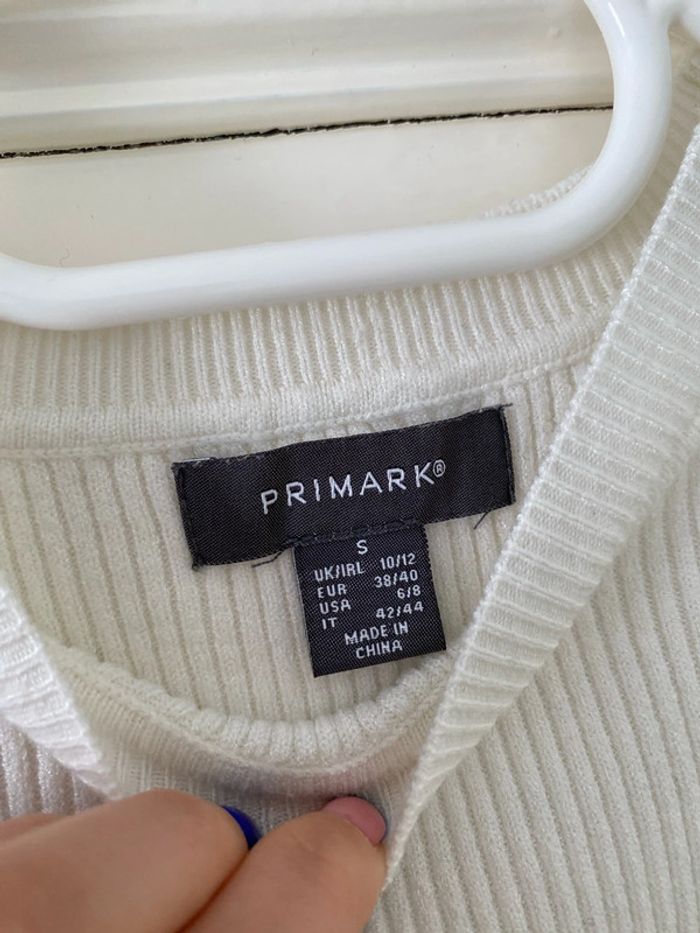 PRIMARK®
S
UK/IRL 10/12
EUR 38/40
USA 6/8
IT 42/44
MADE IN
CHINA